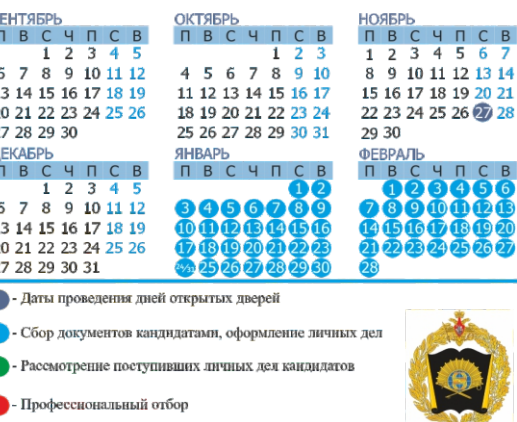 ЕНТЯБРЬ
П В С Ч П С В
1 2 3 4 5
6 7 8 9 10 11 12
3 14 15 16 17 18 19
0 21 22 23 24 25 26
7 28 29 30
ОКТЯБРЬ
П В С Ч П С В
1 2 3
4 5 6 7 8 9 10
11 12 13 14 15 16 17
18 19 20 21 22 23 24
25 26 27 28 29 30 31
НОЯБРЬ
П В С Ч П С В
1 2 3 4 5 6 7
8 9 10 11 12 13 14
15 16 17 18 19 20 21
22 23 24 25 26 27 28
29 30
ЕКАБРЬ
П В С Ч П С В
1 2 3 4 5
6 7 8 9 10 11 12
3 14 15 16 17 18 19
0 21 22 23 24 25 26
7 28 29 30 31
ЯНВАРЬ
П В С Ч П С В
1 2
3 4 5 6 7 8 9
10 11 12 13 14 15 16
17 18 19 20 21 22 23
24/31 25 26 27 28 29 30
ФЕВРАЛЬ
П В С Ч П С В
1 2 3 4 5 6
7 8 9 10 11 12 13
14 15 16 17 18 19 20
21 22 23 24 25 26 27
28
- Даты проведения дней открытых дверей
- Сбор документов кандидатами, оформление личных дел
- Рассмотрение поступивших личных дел кандидатов
- Профессиональный отбор